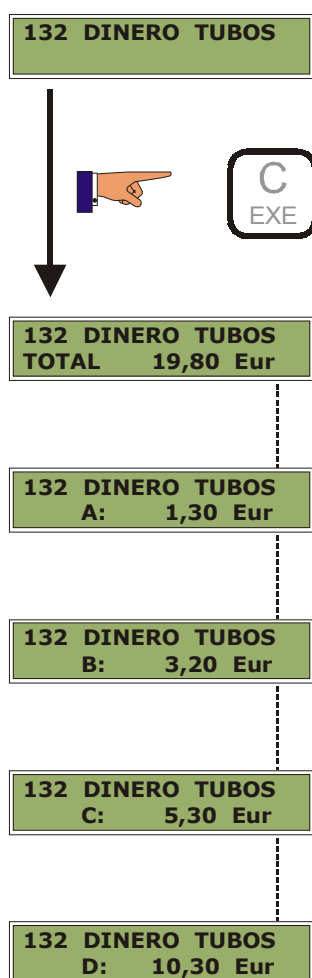 132 DINERO TUBOS
C
EXE
132 DINERO TUBOS
TOTAL 19,80 Eur
132 DINERO TUBOS
A: 1,30 Eur
132 DINERO TUBOS
B: 3,20 Eur
132 DINERO TUBOS
C: 5,30 Eur
132 DINERO TUBOS
D: 10,30 Eur